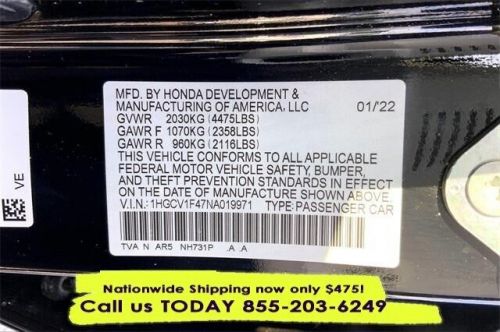 MFD. BY HONDA DEVELOPMENT &
MANUFACTURING OF AMERICA, LLC 01/'22
GVWR 2030KG (4475LBS)
GAWR F 1070KG (2358LBS)
GAWR R 960KG (2116LBS)
THIS VEHICLE CONFORMS TO ALL APPLICABLE
FEDERAL MOTOR VEHICLE SAFETY, BUMPER,
AND THEFT PREVENTION STANDARDS IN EFFECT
ON THE DATE OF MANUFACTURE SHOWN ABOVE.
V.I.N.: 1HGCV1F47NA019971 TYPE: PASSENGER CAR
TVA N AR5 NH731P .A .A
VE
Nationwide Shipping now only $475!
Call us TODAY 855-203-6249